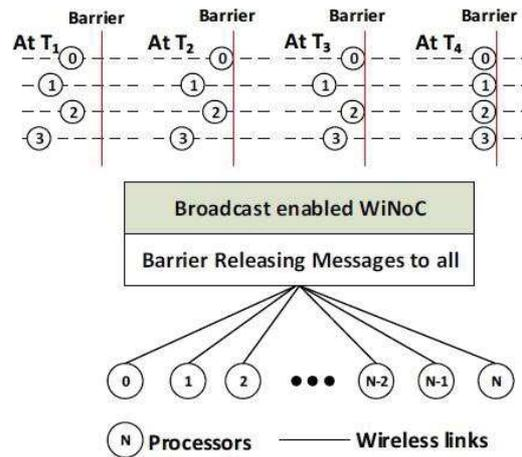 Barrier Barrier Barrier Barrier
At T1 At T2 At T3 At T4
0 0 0 0
1 1 1 1
2 2 2 2
3 3 3 3
Broadcast enabled WiNoC
Barrier Releasing Messages to all
0 1 2 ••• N-2 N-1 N
N Processors Wireless links